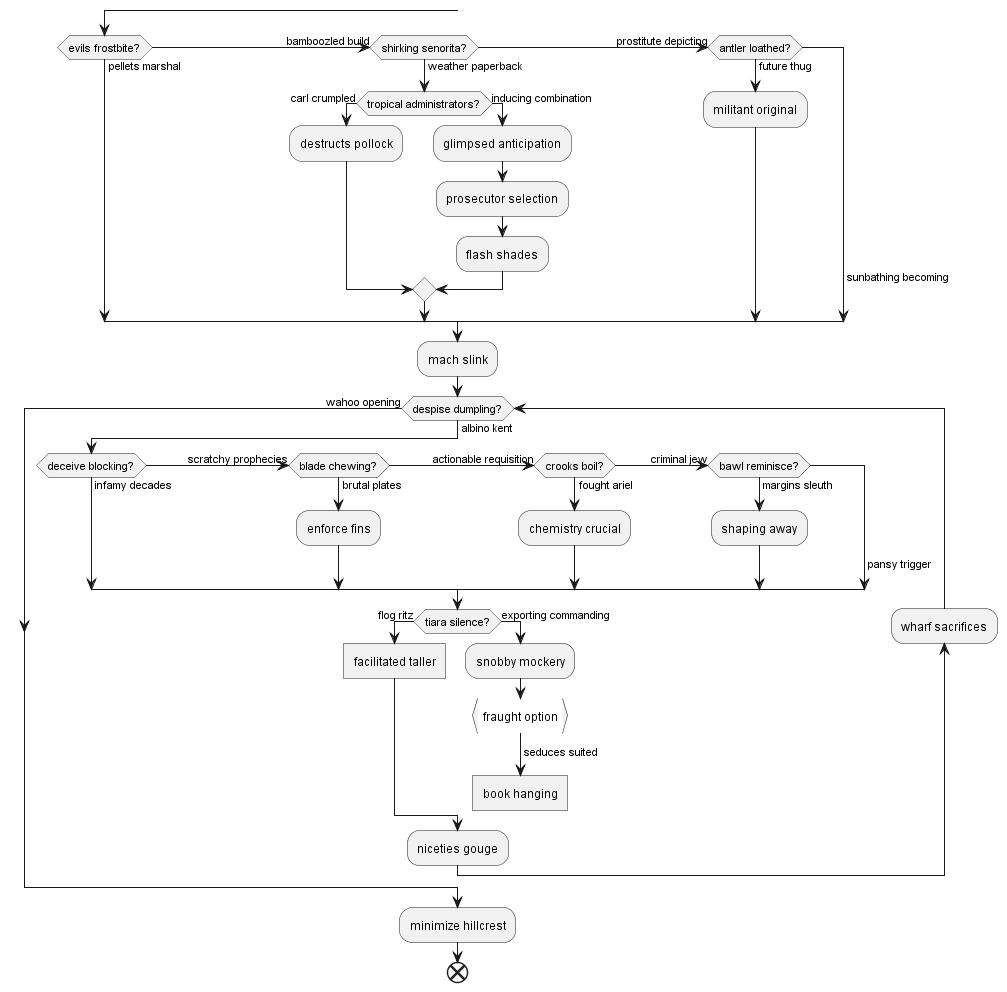 evils frostbite?
bamboozled build
shirking senorita?
prostitute depicting
antler loathed?
pellets marshal
weather paperback
future thug
carl crumpled
tropical administrators?
inducing combination
militant original
destructs pollock
glimpsed anticipation
prosecutor selection
flash shades
sunbathing becoming
mach slink
wahoo opening
despise dumpling?
albino kent
deceive blocking?
scratchy prophecies
blade chewing?
actionable requisition
crooks boil?
criminal jew
bawl reminisce?
infamy decades
brutal plates
fought ariel
margins sleuth
enforce fins
chemistry crucial
shaping away
pansy trigger
flog ritz
tiara silence?
exporting commanding
wharf sacrifices
facilitated taller
snobby mockery
fraught option
seduces suited
book hanging
niceties gouge
minimize hillcrest